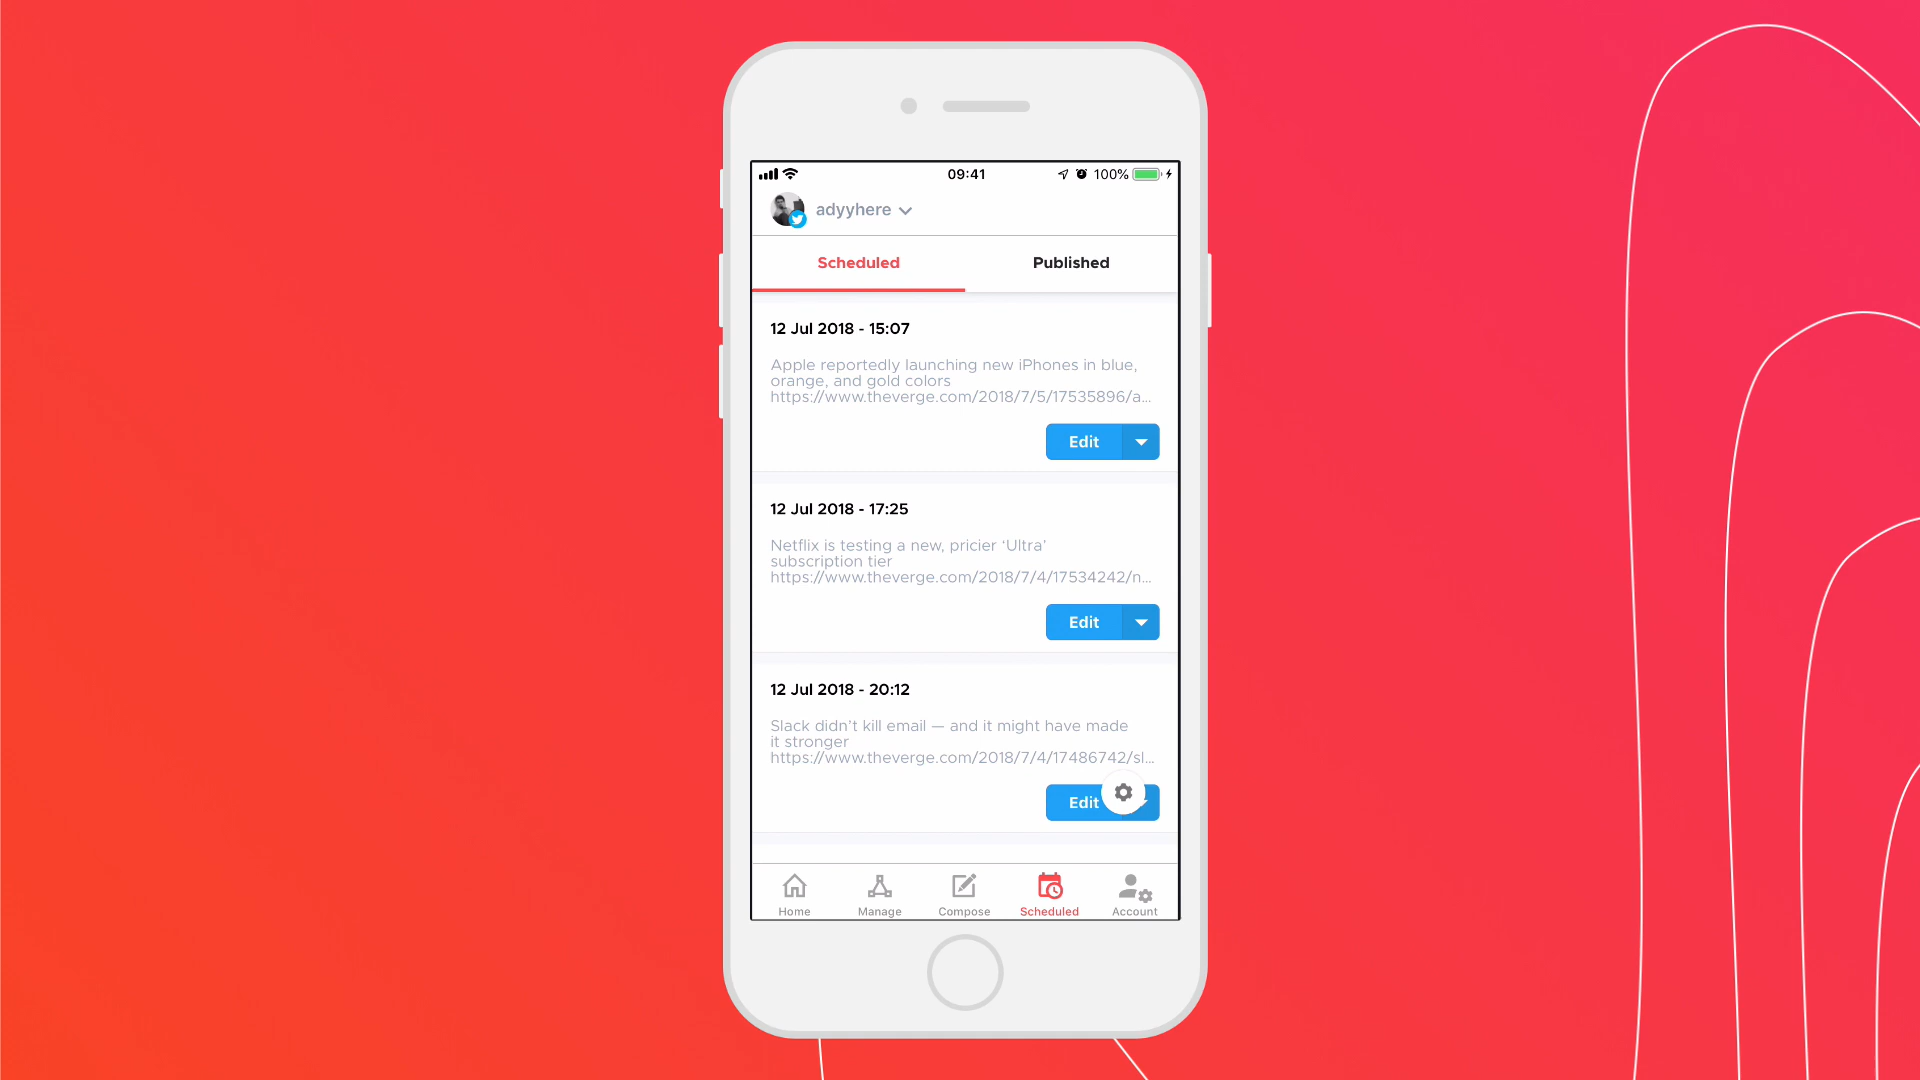 09:41
100%
adyyhere
Scheduled
Published
12 Jul 2018 - 15:07
Apple reportedly launching new iPhones in blue,
orange, and gold colors
https://www.theverge.com/2018/7/5/17535896/a...
Edit
12 Jul 2018 - 17:25
Netflix is testing a new, pricier ‘Ultra’
subscription tier
https://www.theverge.com/2018/7/4/17534242/n...
Edit
12 Jul 2018 - 20:12
Slack didn’t kill email — and it might have made
it stronger
https://www.theverge.com/2018/7/4/17486742/sl...
Edit
Home
Manage
Compose
Scheduled
Account